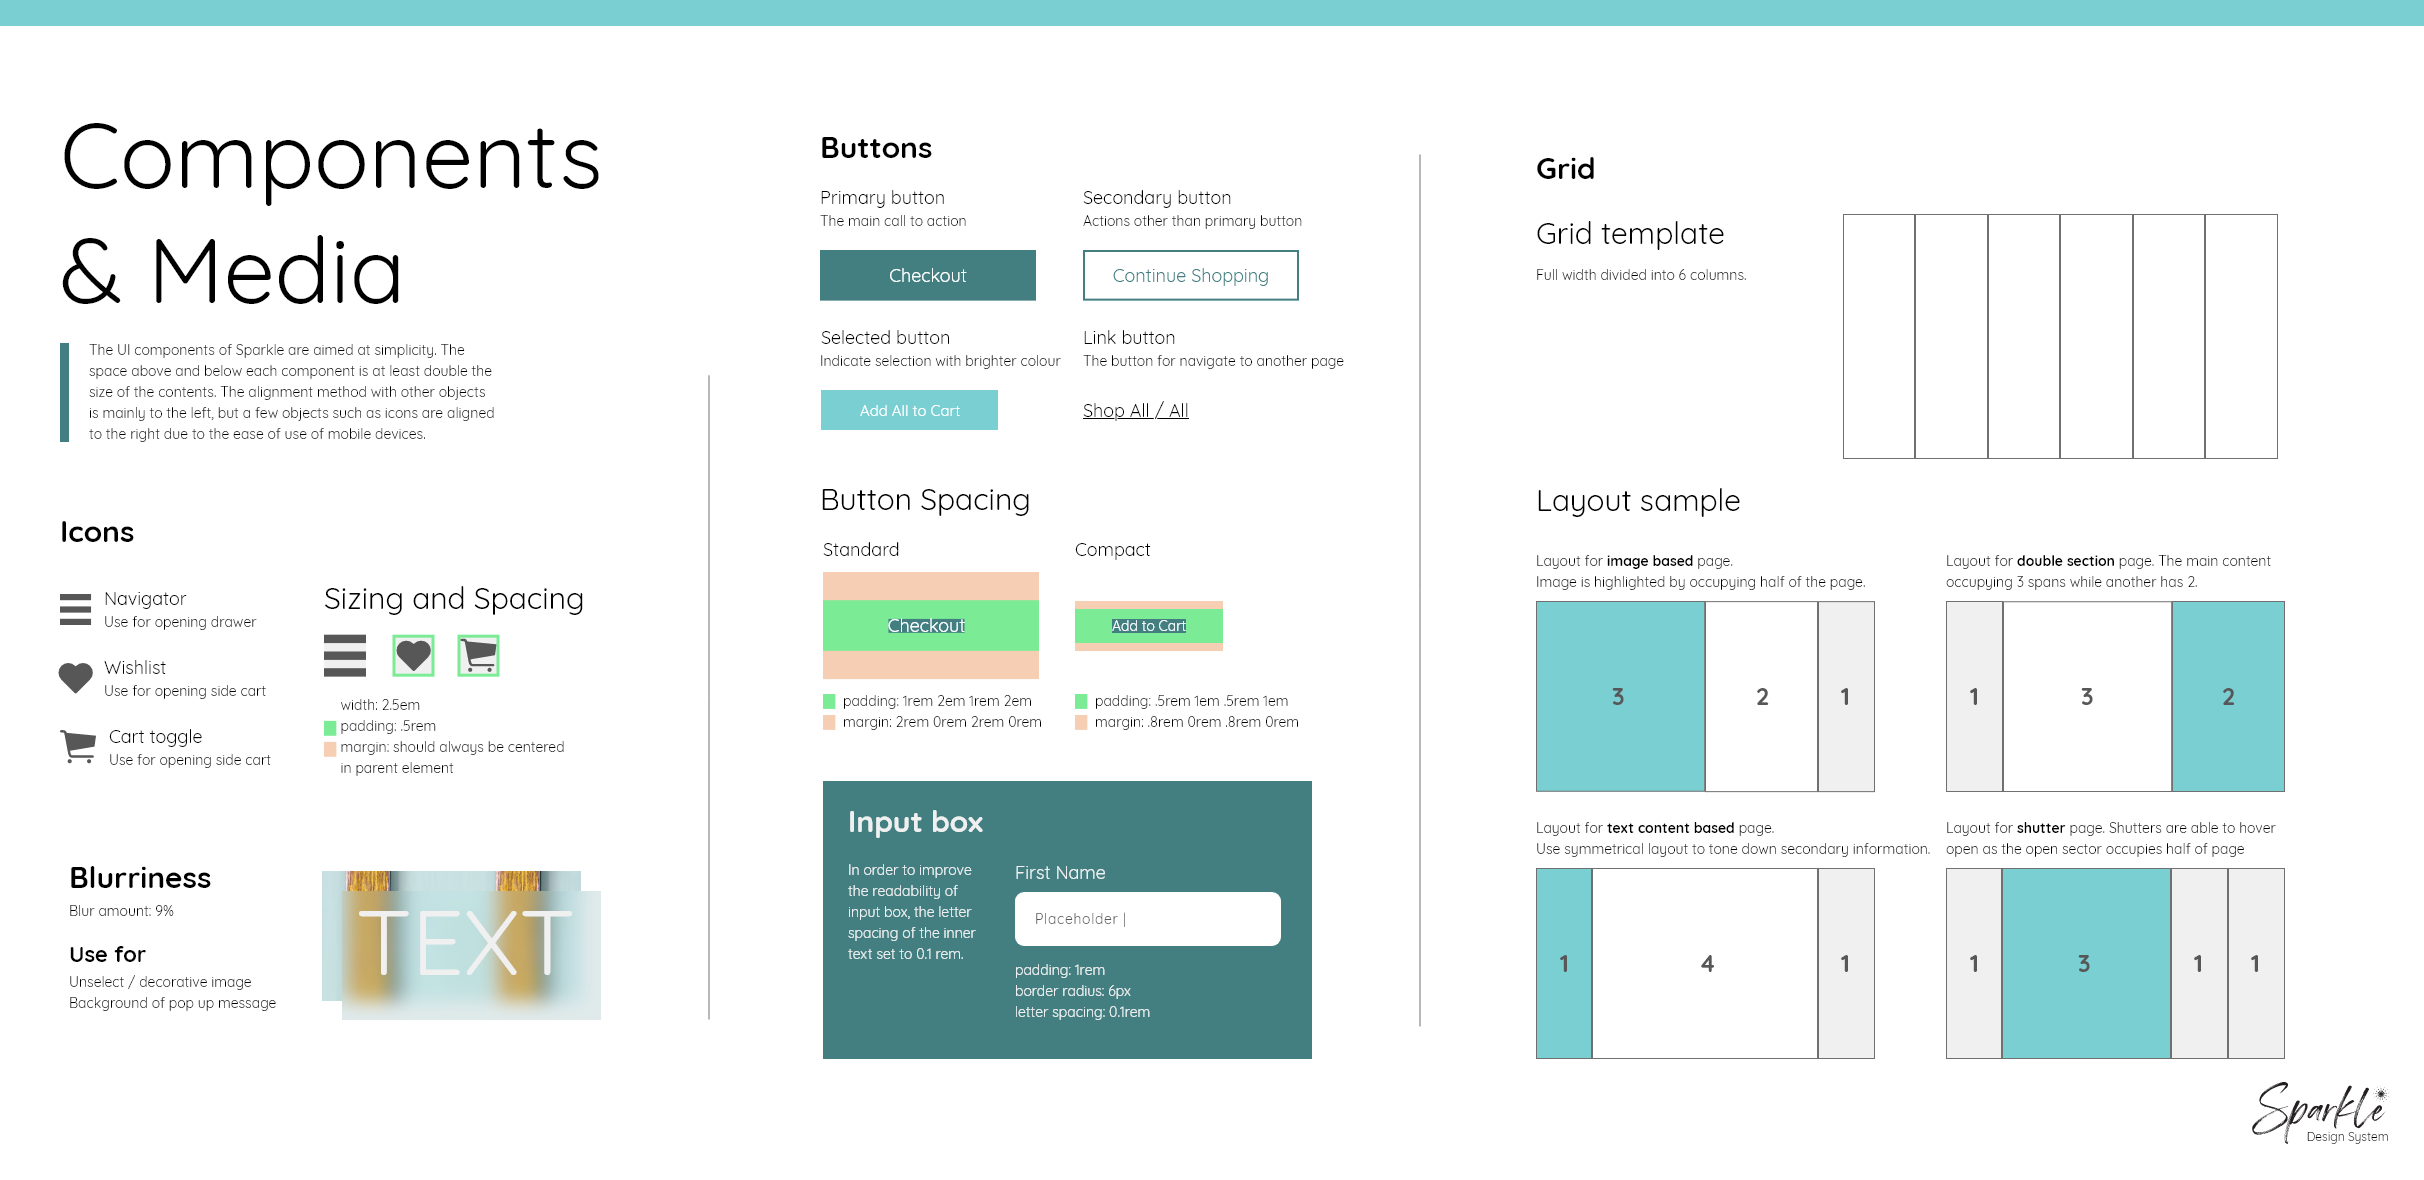 Components
& Media
The UI components of Sparkle are aimed at simplicity. The
space above and below each component is at least double the
size of the contents. The alignment method with other objects
is mainly to the left, but a few objects such as icons are aligned
to the right due to the ease of use of mobile devices.
Icons
Navigator
Use for opening drawer
Wishlist
Use for opening side cart
Cart toggle
Use for opening side cart
Sizing and Spacing
width: 2.5em
padding: .5rem
margin: should always be centered
in parent element
Blurriness
Blur amount: 9%
Use for
Unselect / decorative image
Background of pop up message
TEXT
Buttons
Primary button
The main call to action
Checkout
Secondary button
Actions other than primary button
Continue Shopping
Selected button
Indicate selection with brighter colour
Add All to Cart
Link button
The button for navigate to another page
Shop All / All
Button Spacing
Standard
Checkout
padding: 1rem 2em 1rem 2em
margin: 2rem 0rem 2rem 0rem
Compact
Add to Cart
padding: .5rem 1em .5rem 1em
margin: .8rem 0rem .8rem 0rem
Input box
In order to improve
the readability of
input box, the letter
spacing of the inner
text set to 0.1 rem.
First Name
Placeholder |
padding: 1rem
border radius: 6px
letter spacing: 0.1rem
Grid
Grid template
Full width divided into 6 columns.
Layout sample
Layout for image based page.
Image is highlighted by occupying half of the page.
3 2 1
Layout for double section page. The main content
occupying 3 spans while another has 2.
1 3 2
Layout for text content based page.
Use symmetrical layout to tone down secondary information.
1 4 1
Layout for shutter page. Shutters are able to hover
open as the open sector occupies half of page
1 3 1 1
Sparkle
Design System